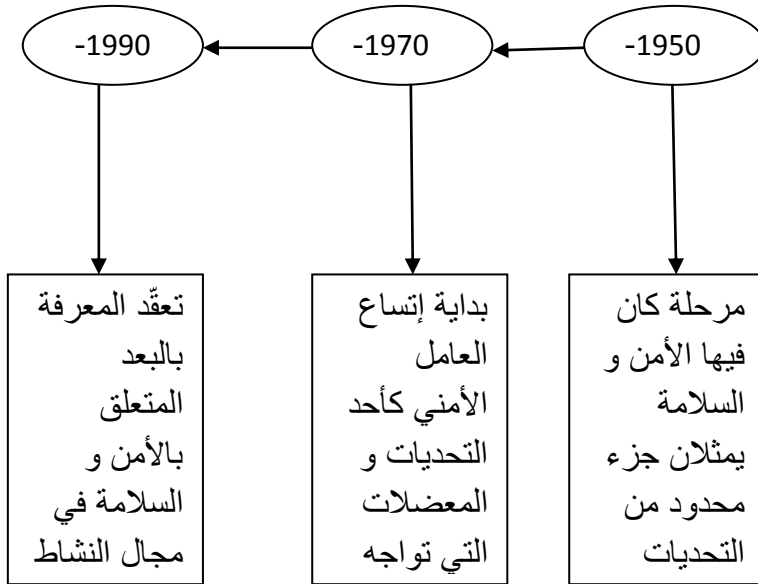 -1950
-1970
-1990
مرحلة كان
فيها الأمن و
السلامة
يمثلان جزء
محدود من
التحديات
بداية إتساع
العامل
الأمني كأحد
التحديات و
المعضلات
التي تواجه
تعقّد المعرفة
بالبعد
المتعلق
بالأمن و
السلامة في
مجال النشاط